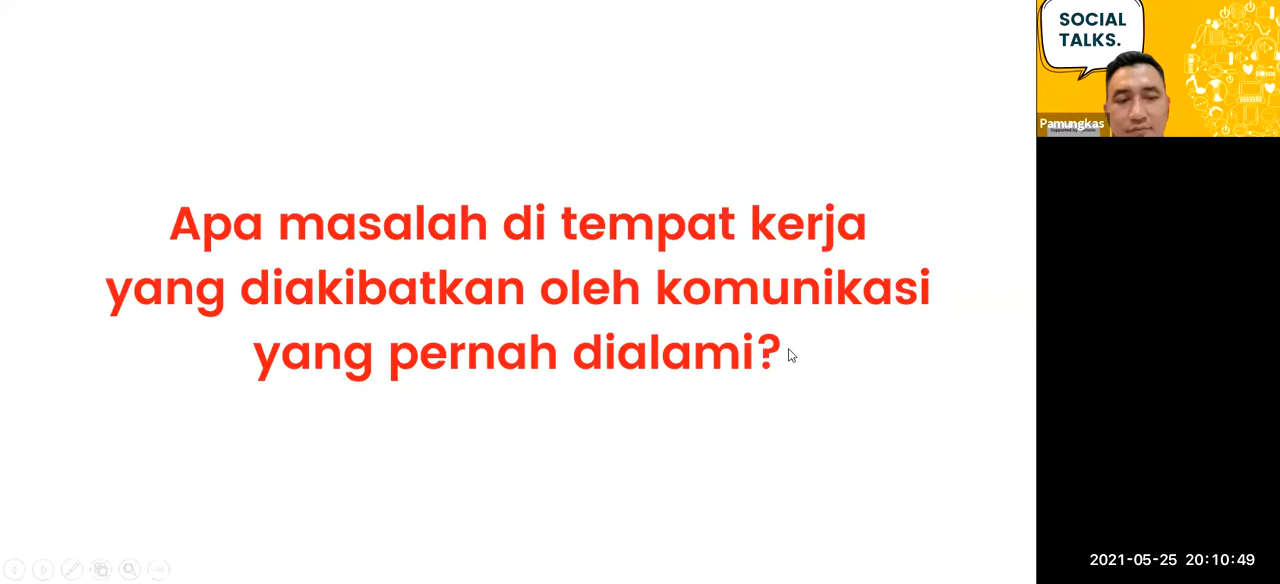 Apa masalah di tempat kerja
yang diakibatkan oleh komunikasi
yang pernah dialami?
SOCIAL
TALKS.
Pamungkas
2021-05-25 20:10:49